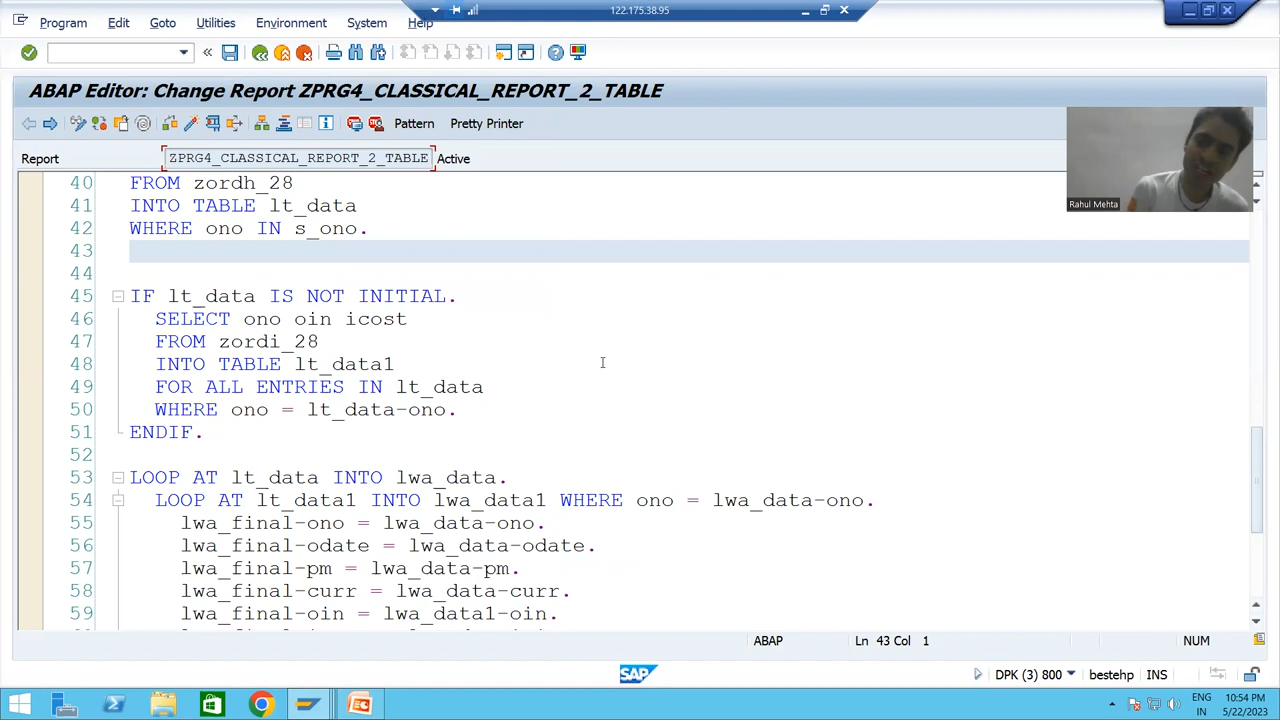 122.175.38.95
Program Edit Goto Utilities Environment System Help
ABAP Editor: Change Report ZPRG4_CLASSICAL_REPORT_2_TABLE
Pattern Pretty Printer
Report ZPRG4_CLASSICAL_REPORT_2_TABLE Active
Rahul Mehta
40 FROM zordh_28
41 INTO TABLE lt_data
42 WHERE ono IN s_ono.
43
44
45 IF lt_data IS NOT INITIAL.
46 SELECT ono oin icost
47 FROM zordi_28
48 INTO TABLE lt_data1
49 FOR ALL ENTRIES IN lt_data
50 WHERE ono = lt_data-ono.
51 ENDIF.
52
53 LOOP AT lt_data INTO lwa_data.
54 LOOP AT lt_data1 INTO lwa_data1 WHERE ono = lwa_data-ono.
55 lwa_final-ono = lwa_data-ono.
56 lwa_final-odate = lwa_data-odate.
57 lwa_final-pm = lwa_data-pm.
58 lwa_final-curr = lwa_data-curr.
59 lwa_final-oin = lwa_data1-oin.
ABAP Ln 43 Col 1 NUM
SAP DPK (3) 800 bestehp INS
ENG 10:54 PM
IN 5/22/2023